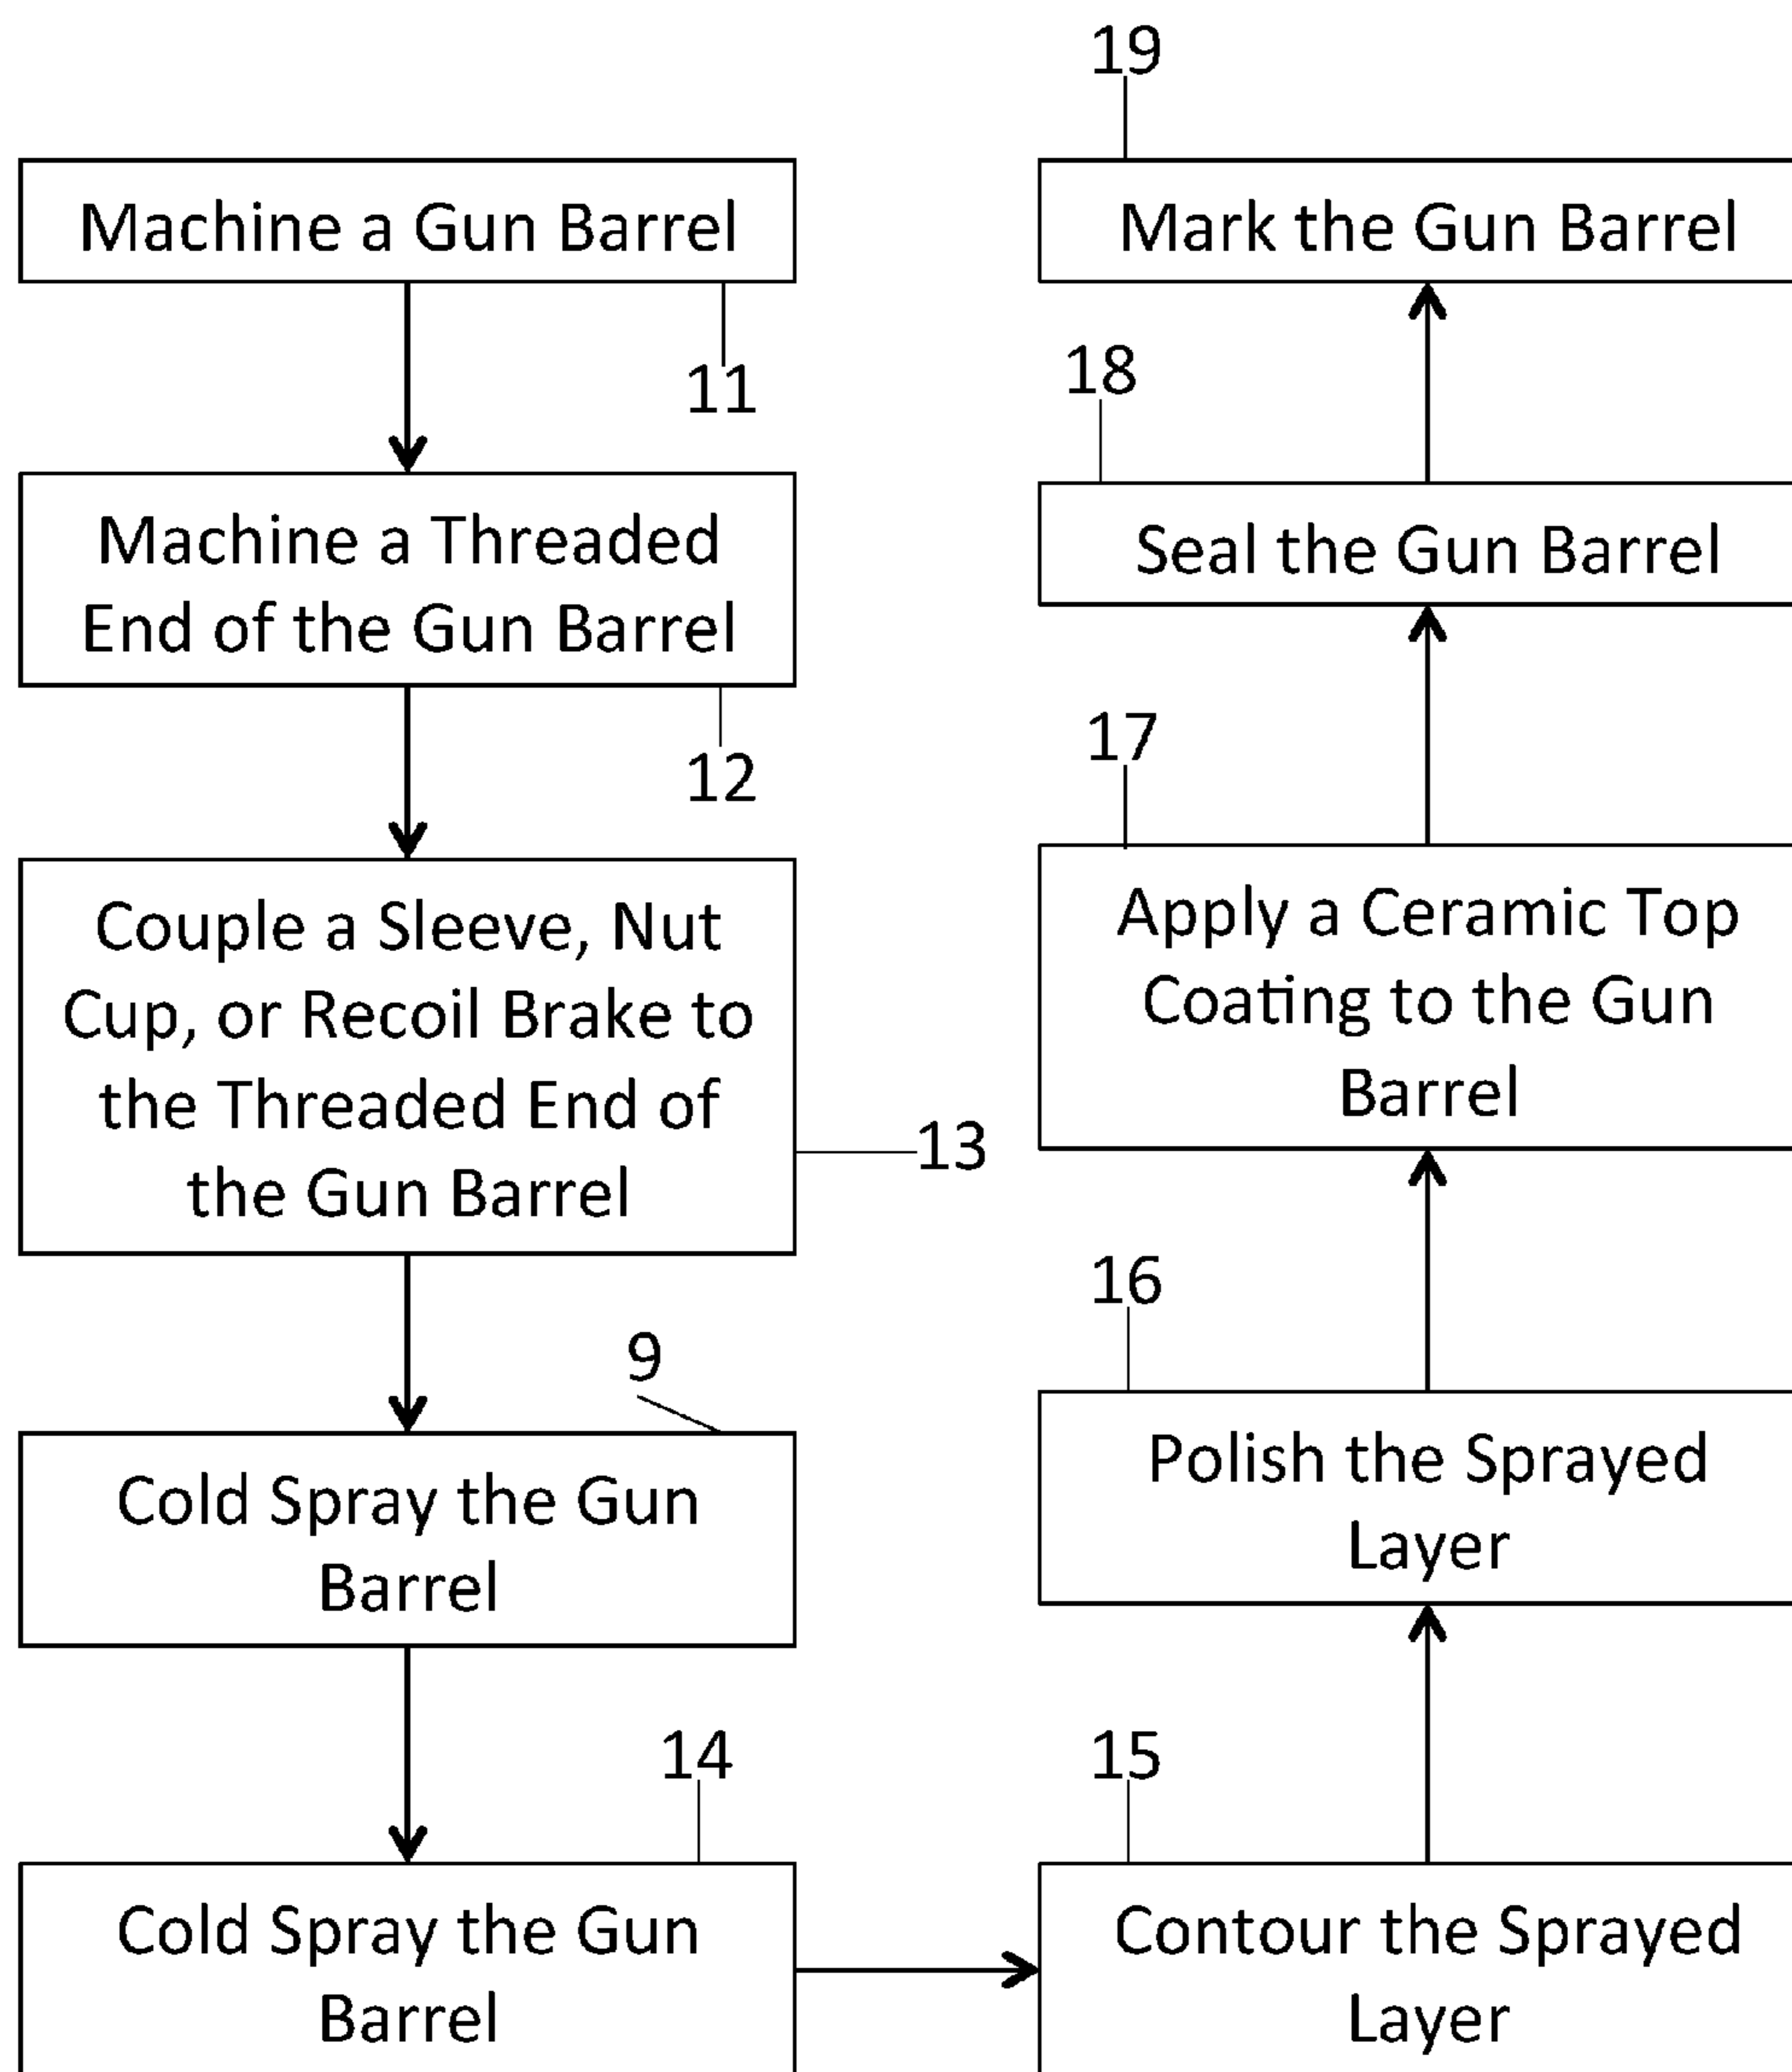 Machine a Gun Barrel
11
Machine a Threaded
End of the Gun Barrel
12
Couple a Sleeve, Nut
Cup, or Recoil Brake to
the Threaded End of
the Gun Barrel
13
9
Cold Spray the Gun
Barrel
14
Cold Spray the Gun
Barrel
15
Contour the Sprayed
Layer
16
Polish the Sprayed
Layer
17
Apply a Ceramic Top
Coating to the Gun
Barrel
18
Seal the Gun Barrel
19
Mark the Gun Barrel